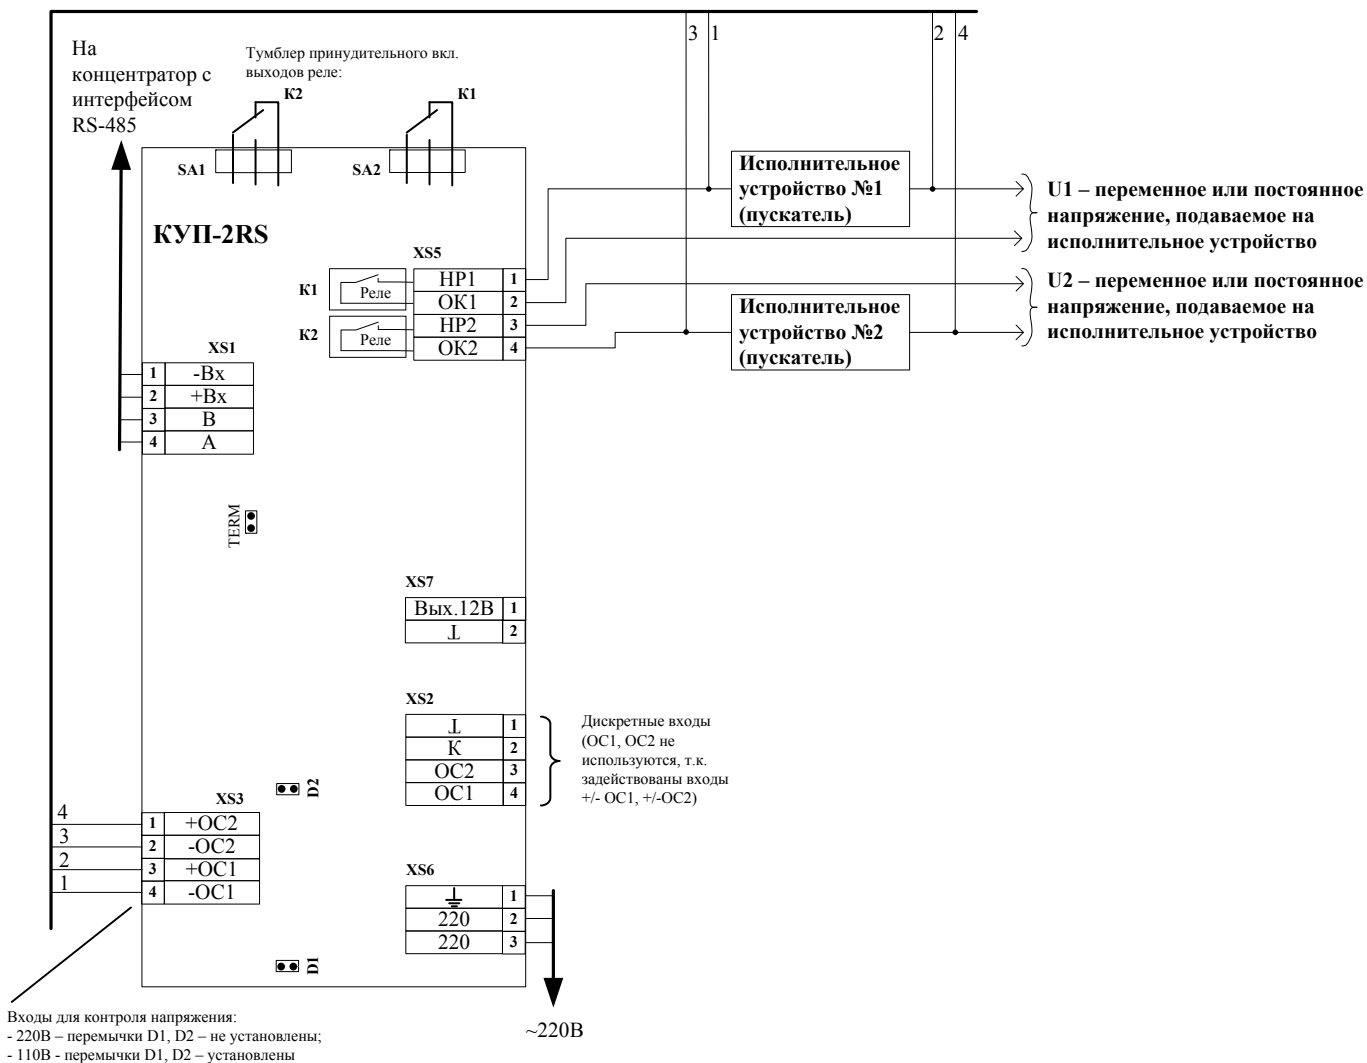 3
1
2
4
На
концентратор с
интерфейсом
RS-485
Тумблер принудительного вкл.
выходов реле:
К2
К1
SA1
SA2
КУП-2RS
Исполнительное
устройство №1
(пускатель)
U1 – переменное или постоянное
напряжение, подаваемое на
исполнительное устройство
XS5
К1
Реле
НР1
1
ОК1
2
К2
Реле
НР2
3
ОК2
4
Исполнительное
устройство №2
(пускатель)
U2 – переменное или постоянное
напряжение, подаваемое на
исполнительное устройство
XS1
1
-Вх
2
+Вх
3
В
4
А
TERM
XS7
Вых.12В
1
⊥
2
XS2
⊥
1
К
2
ОС2
3
ОС1
4
Дискретные входы
(ОС1, ОС2 не
используются, т.к.
задействованы входы
+/- ОС1, +/-ОС2)
D2
XS3
4
1
+ОС2
3
2
-ОС2
2
3
+ОС1
1
4
-ОС1
XS6
1
220
2
220
3
D1
~220В
Входы для контроля напряжения:
- 220В – перемычки D1, D2 – не установлены;
- 110В - перемычки D1, D2 – установлены